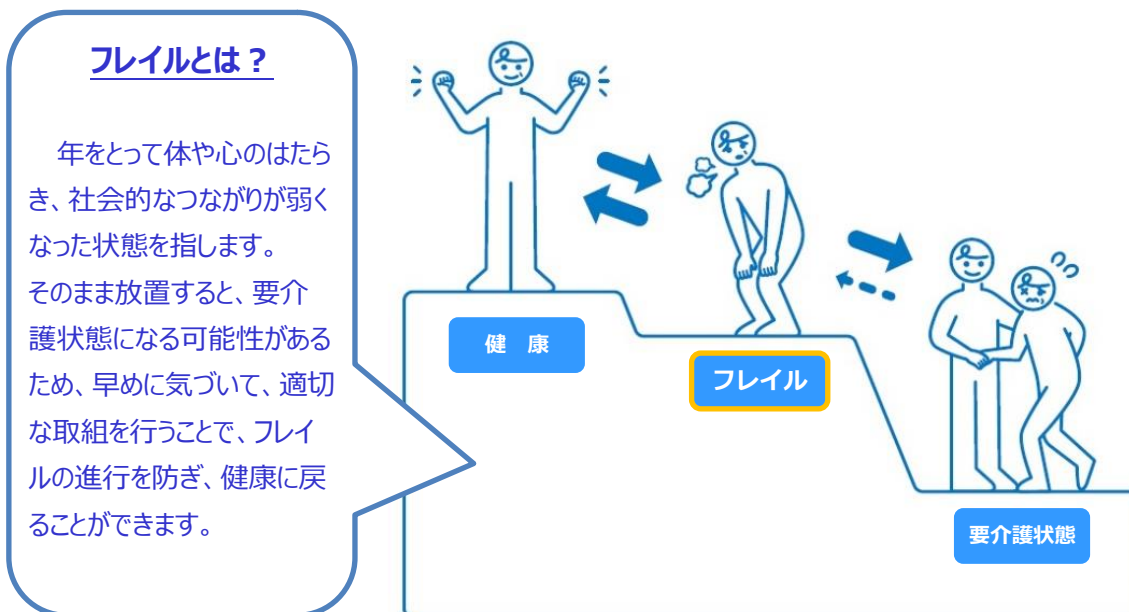 フレイルとは？
年をとって体や心のはたら
き、社会的なつながりが弱く
なった状態を指します。
そのまま放置すると、要介
護状態になる可能性がある
ため、早めに気づいて、適切
な取組を行うことで、フレイ
ルの進行を防ぎ、健康に戻
ることができます。
健 康
フレイル
要介護状態